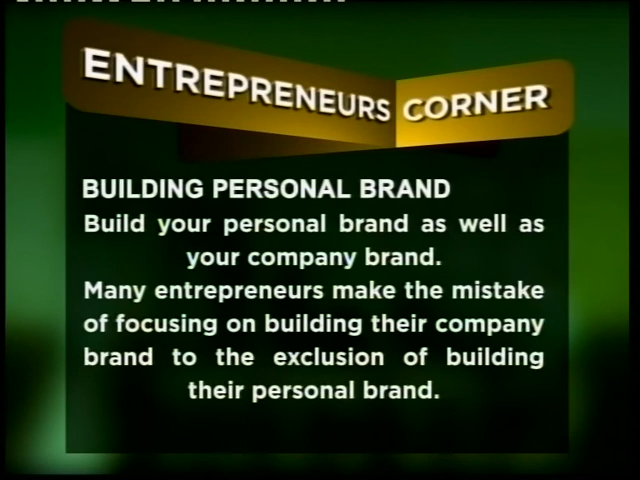 ENTREPRENEURS CORNER
BUILDING PERSONAL BRAND
Build your personal brand as well as
your company brand.
Many entrepreneurs make the mistake
of focusing on building their company
brand to the exclusion of building
their personal brand.